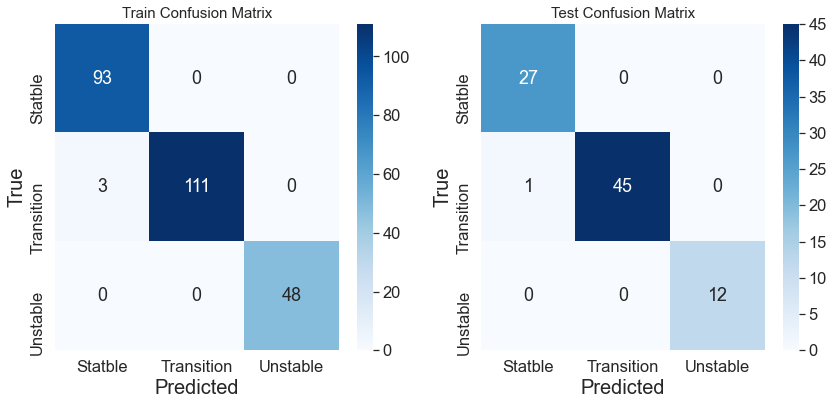 Train Confusion Matrix
True
Statble
Transition
Unstable
93 0 0
3 111 0
0 0 48
Statble Transition Unstable
Predicted
100
80
60
40
20
0
Test Confusion Matrix
True
Statble
Transition
Unstable
27 0 0
1 45 0
0 0 12
Statble Transition Unstable
Predicted
45
40
35
30
25
20
15
10
5
0